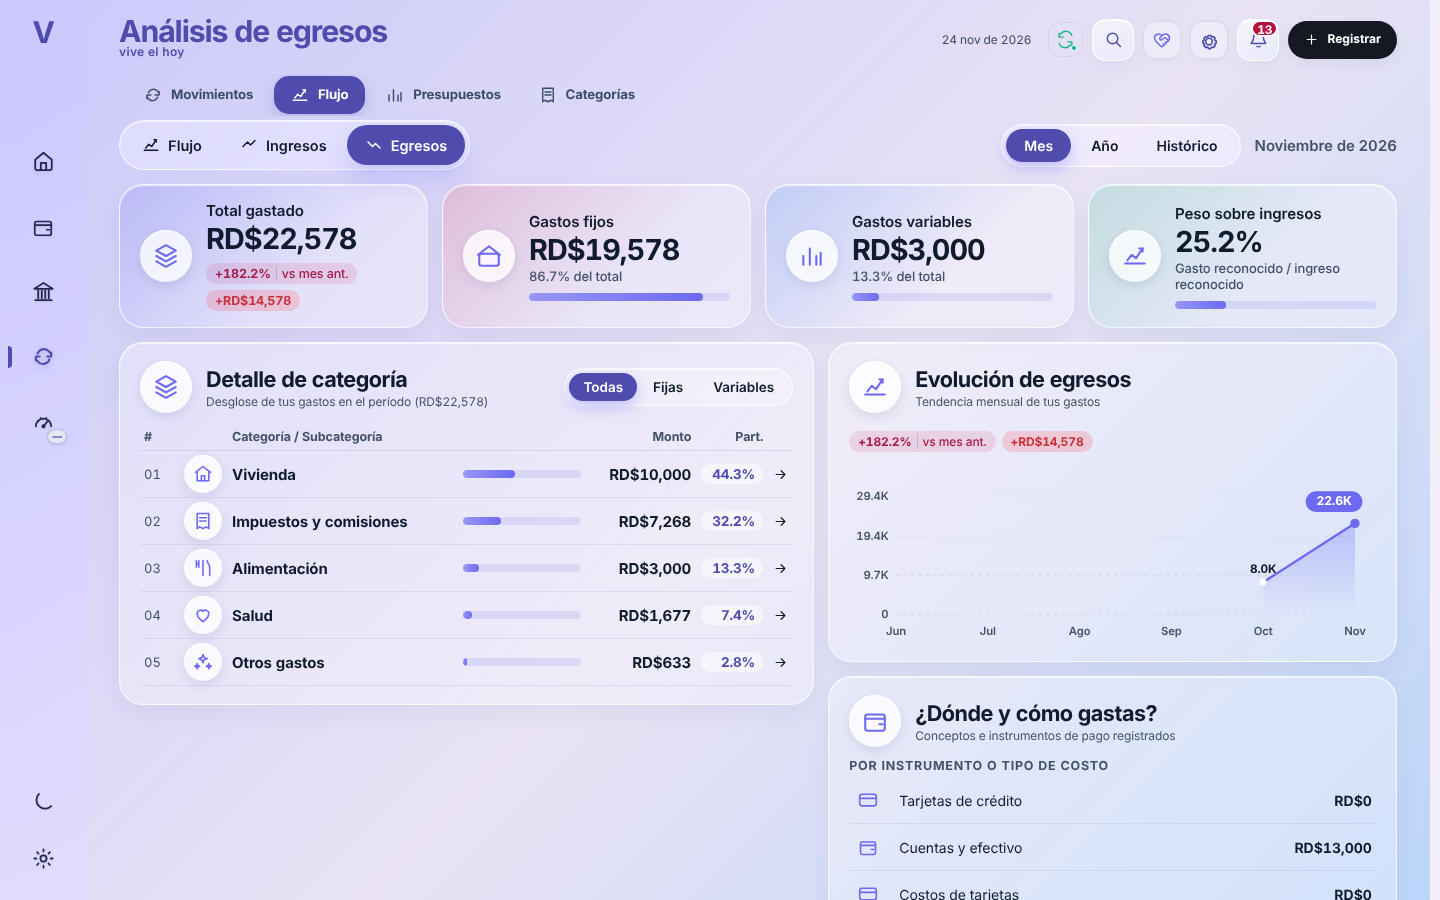 V
Análisis de egresos
vive el hoy
24 nov de 2026
13
Registrar
Movimientos
Flujo
Presupuestos
Categorías
Flujo
Ingresos
Egresos
Mes
Año
Histórico
Noviembre de 2026
Total gastado
RD$22,578
+182.2% vs mes ant.
+RD$14,578
Gastos fijos
RD$19,578
86.7% del total
Gastos variables
RD$3,000
13.3% del total
Peso sobre ingresos
25.2%
Gasto reconocido / ingreso
reconocido
Detalle de categoría
Desglose de tus gastos en el período (RD$22,578)
Todas
Fijas
Variables
# Categoría / Subcategoría Monto Part.
01 Vivienda RD$10,000 44.3%
02 Impuestos y comisiones RD$7,268 32.2%
03 Alimentación RD$3,000 13.3%
04 Salud RD$1,677 7.4%
05 Otros gastos RD$633 2.8%
Evolución de egresos
Tendencia mensual de tus gastos
+182.2% vs mes ant.
+RD$14,578
29.4K
22.6K
19.4K
8.0K
9.7K
0
Jun Jul Ago Sep Oct Nov
¿Dónde y cómo gastas?
Conceptos e instrumentos de pago registrados
POR INSTRUMENTO O TIPO DE COSTO
Tarjetas de crédito RD$0
Cuentas y efectivo RD$13,000
Costos de tarjetas RD$0